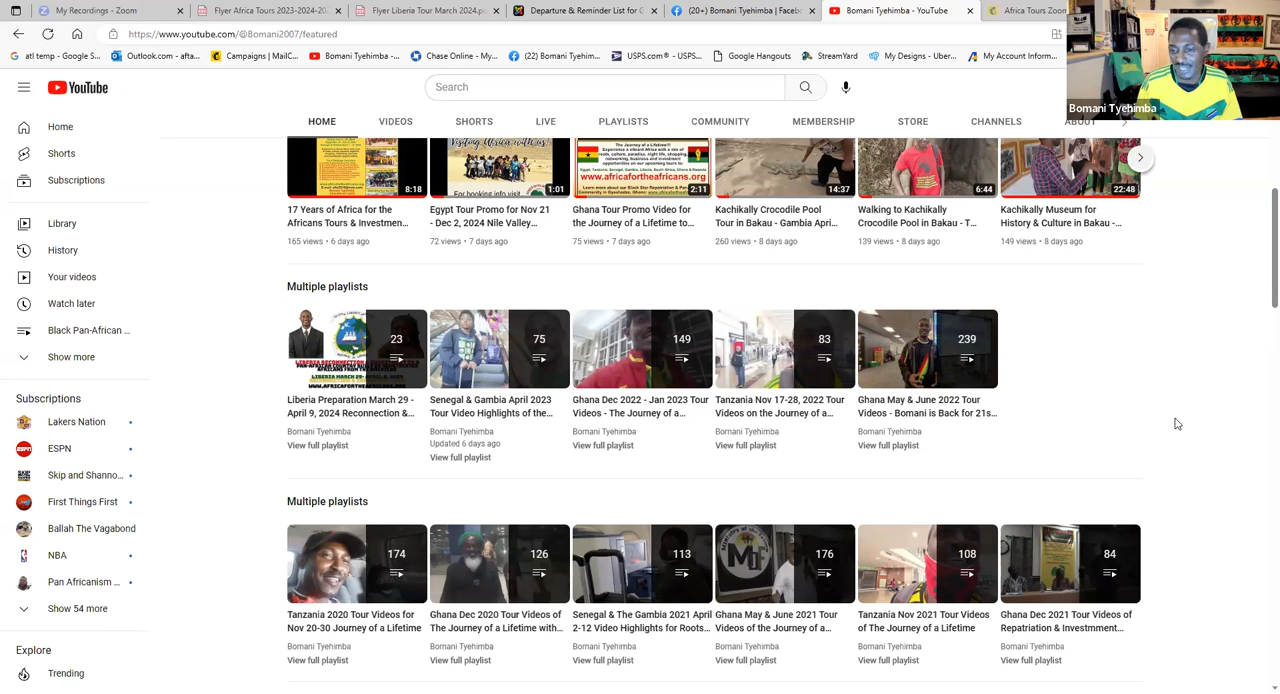 My Recordings - Zoom
Flyer Africa Tours 2023-2024-20
Flyer Liberia Tour March 2024.p
Departure & Reminder List for G
(20+) Bomani Tyehimba | Faceb
Bomani Tyehimba - YouTube
Africa Tours Zoom
https://www.youtube.com/@Bomani2007/featured
atl temp - Google S...
Outlook.com - afta...
Campaigns | MailC...
Bomani Tyehimba -...
Chase Online - My...
(22) Bomani Tyehim...
USPS.com® - USPS...
Google Hangouts
StreamYard
My Designs - Uber...
My Account Inform...
Bomani Tyehimba
YouTube
Search
HOME
VIDEOS
SHORTS
LIVE
PLAYLISTS
COMMUNITY
MEMBERSHIP
STORE
CHANNELS
ABOUT
Home
Shorts
Subscriptions
Library
History
Your videos
Watch later
Black Pan-African ...
Show more
Subscriptions
Lakers Nation
ESPN
Skip and Shanno...
First Things First
Ballah The Vagabond
NBA
Pan Africanism ...
Show 54 more
Explore
Trending
8:18
1:01
The Journey of a Lifetime!!!
www.africafortheafricans.org
2:11
14:37
6:44
22:48
17 Years of Africa for the
Africans Tours & Investmen...
165 views • 6 days ago
Egypt Tour Promo for Nov 21
- Dec 2, 2024 Nile Valley...
72 views • 7 days ago
Ghana Tour Promo Video for
the Journey of a Lifetime to...
75 views • 7 days ago
Kachikally Crocodile Pool
Tour in Bakau - Gambia Apri...
260 views • 8 days ago
Walking to Kachikally
Crocodile Pool in Bakau - T...
139 views • 8 days ago
Kachikally Museum for
History & Culture in Bakau -...
149 views • 8 days ago
Multiple playlists
23
75
149
83
239
LIBERIA MARCH 29- APRIL 9, 2024
WWW.AFRICAFORTHEAFRICANS.ORG
Liberia Preparation March 29 -
April 9, 2024 Reconnection &...
Bomani Tyehimba
View full playlist
Senegal & Gambia April 2023
Tour Video Highlights of the...
Bomani Tyehimba
Updated 6 days ago
View full playlist
Ghana Dec 2022 - Jan 2023 Tour
Videos - The Journey of a...
Bomani Tyehimba
View full playlist
Tanzania Nov 17-28, 2022 Tour
Videos on the Journey of a...
Bomani Tyehimba
View full playlist
Ghana May & June 2022 Tour
Videos - Bomani is Back for 21s...
Bomani Tyehimba
View full playlist
Multiple playlists
174
126
113
176
108
84
Tanzania 2020 Tour Videos for
Nov 20-30 Journey of a Lifetime
Bomani Tyehimba
View full playlist
Ghana Dec 2020 Tour Videos of
The Journey of a Lifetime with...
Bomani Tyehimba
View full playlist
Senegal & The Gambia 2021 April
2-12 Video Highlights for Roots...
Bomani Tyehimba
View full playlist
Ghana May & June 2021 Tour
Videos of the Journey of a...
Bomani Tyehimba
View full playlist
Tanzania Nov 2021 Tour Videos
of The Journey of a Lifetime
Bomani Tyehimba
View full playlist
Ghana Dec 2021 Tour Videos of
Repatriation & Investmment...
Bomani Tyehimba
View full playlist